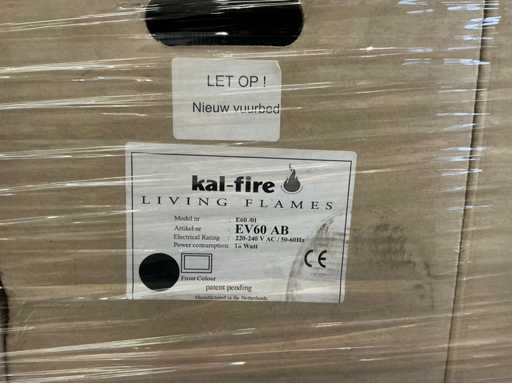 LET OP !
Nieuw vuurbed
kal-fire
LIVING FLAMES
Model nr : E60 /01
Artikel nr : EV60 AB
Electrical Rating : 220-240 V AC / 50-60Hz
Power consumption : Watt
CE
Front Colour
patent pending
Manufactured in the Netherlands